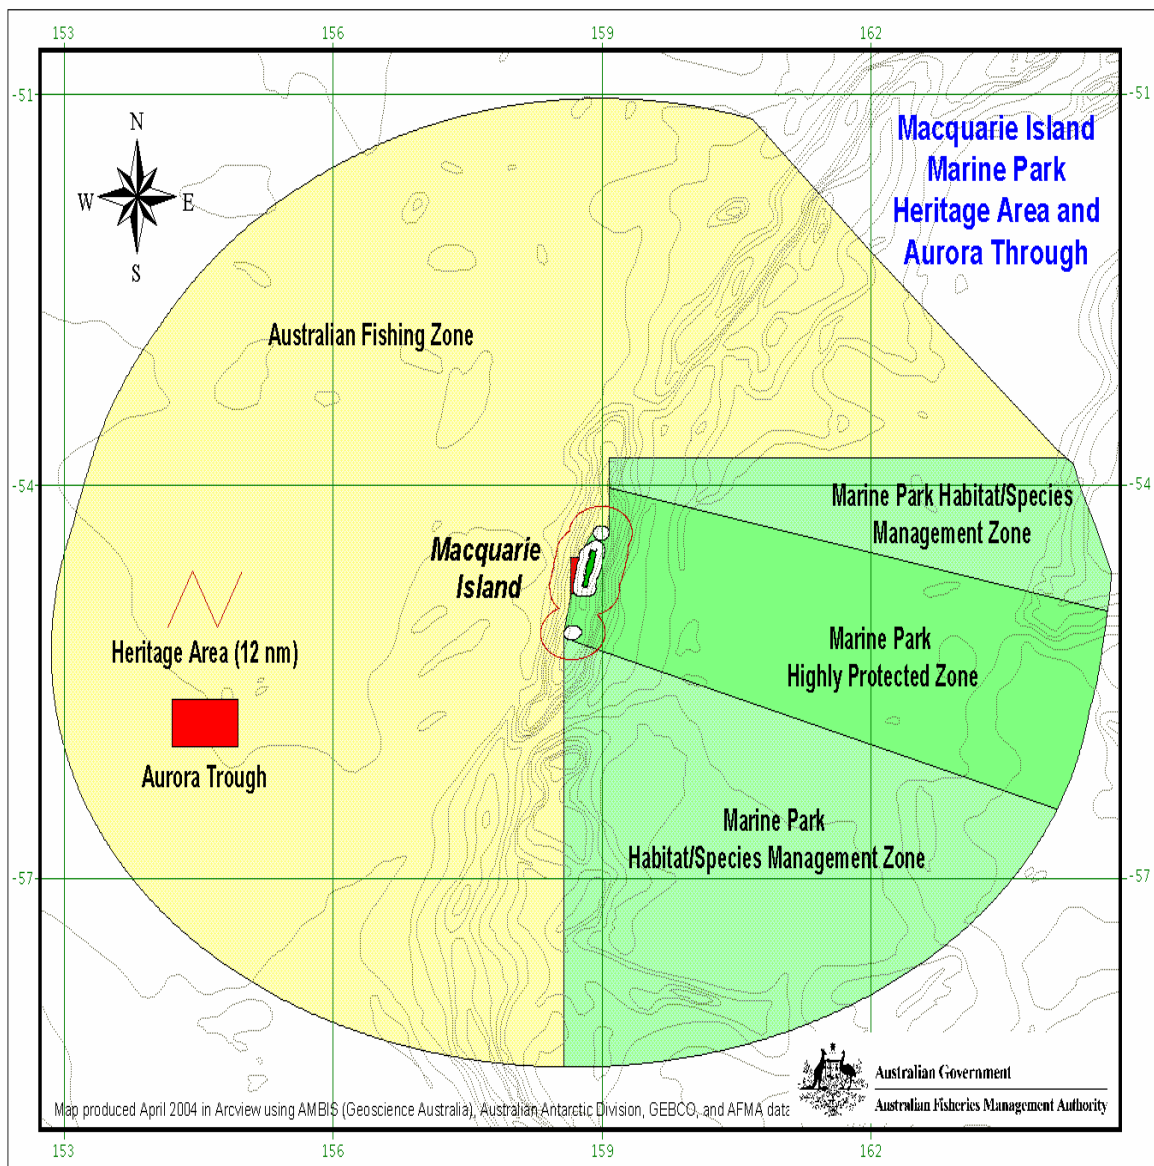 153 156 159 162
-51 -51
Macquarie Island
Marine Park
Heritage Area and
Aurora Through
N
W E
S
Australian Fishing Zone
-54 -54
Marine Park Habitat/Species
Management Zone
Macquarie
Island
Marine Park
Highly Protected Zone
Heritage Area (12 nm)
Aurora Trough
Marine Park
Habitat/Species Management Zone
-57 -57
Australian Government
Australian Fisheries Management Authority
Map produced April 2004 in Arcview using AMBIS (Geoscience Australia), Australian Antarctic Division, GEBCO, and AFMA data
153 156 159 162